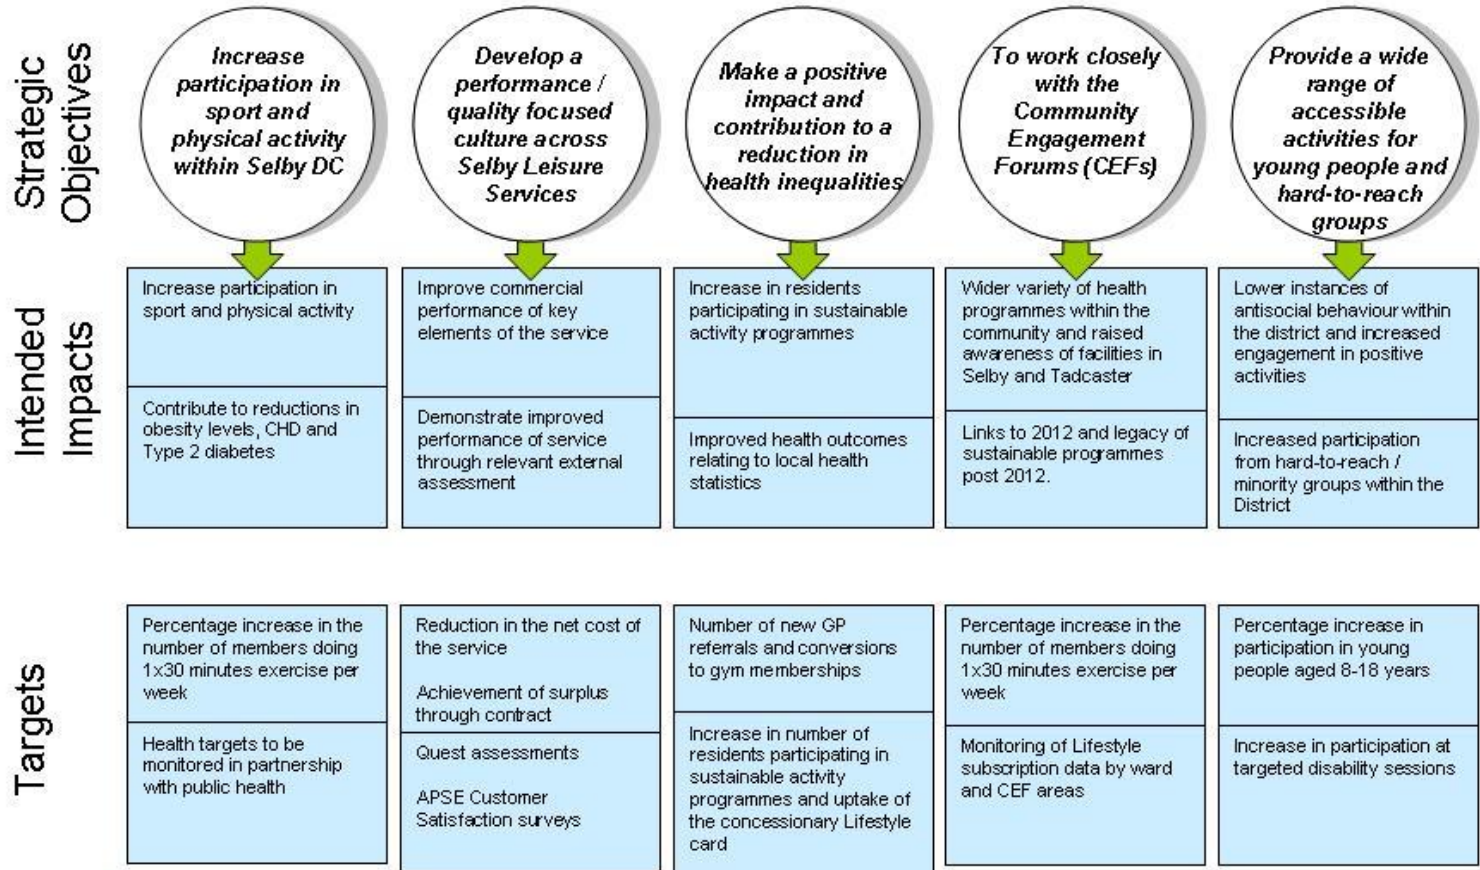 Strategic
Objectives
Increase
participation in
sport and
physical activity
within Selby DC
Develop a
performance /
quality focused
culture across
Selby Leisure
Services
Make a positive
impact and
contribution to a
reduction in
health inequalities
To work closely
with the
Community
Engagement
Forums (CEFs)
Provide a wide
range of
accessible
activities for
young people and
hard-to-reach
groups
Intended
Impacts
Increase participation in
sport and physical activity
Contribute to reductions in
obesity levels, CHD and
Type 2 diabetes
Improve commercial
performance of key
elements of the service
Demonstrate improved
performance of service
through relevant external
assessment
Increase in residents
participating in sustainable
activity programmes
Improved health outcomes
relating to local health
statistics
Wider variety of health
programmes within the
community and raised
awareness of facilities in
Selby and Tadcaster
Links to 2012 and legacy of
sustainable programmes
post 2012.
Lower instances of
antisocial behaviour within
the district and increased
engagement in positive
activities
Increased participation
from hard-to-reach /
minority groups within the
District
Targets
Percentage increase in the
number of members doing
1x30 minutes exercise per
week
Health targets to be
monitored in partnership
with public health
Reduction in the net cost of
the service
Achievement of surplus
through contract
Quest assessments
APSE Customer
Satisfaction surveys
Number of new GP
referrals and conversions
to gym memberships
Increase in number of
residents participating in
sustainable activity
programmes and uptake of
the concessionary Lifestyle
card
Percentage increase in the
number of members doing
1x30 minutes exercise per
week
Monitoring of Lifestyle
subscription data by ward
and CEF areas
Percentage increase in
participation in young
people aged 8-18 years
Increase in participation at
targeted disability sessions